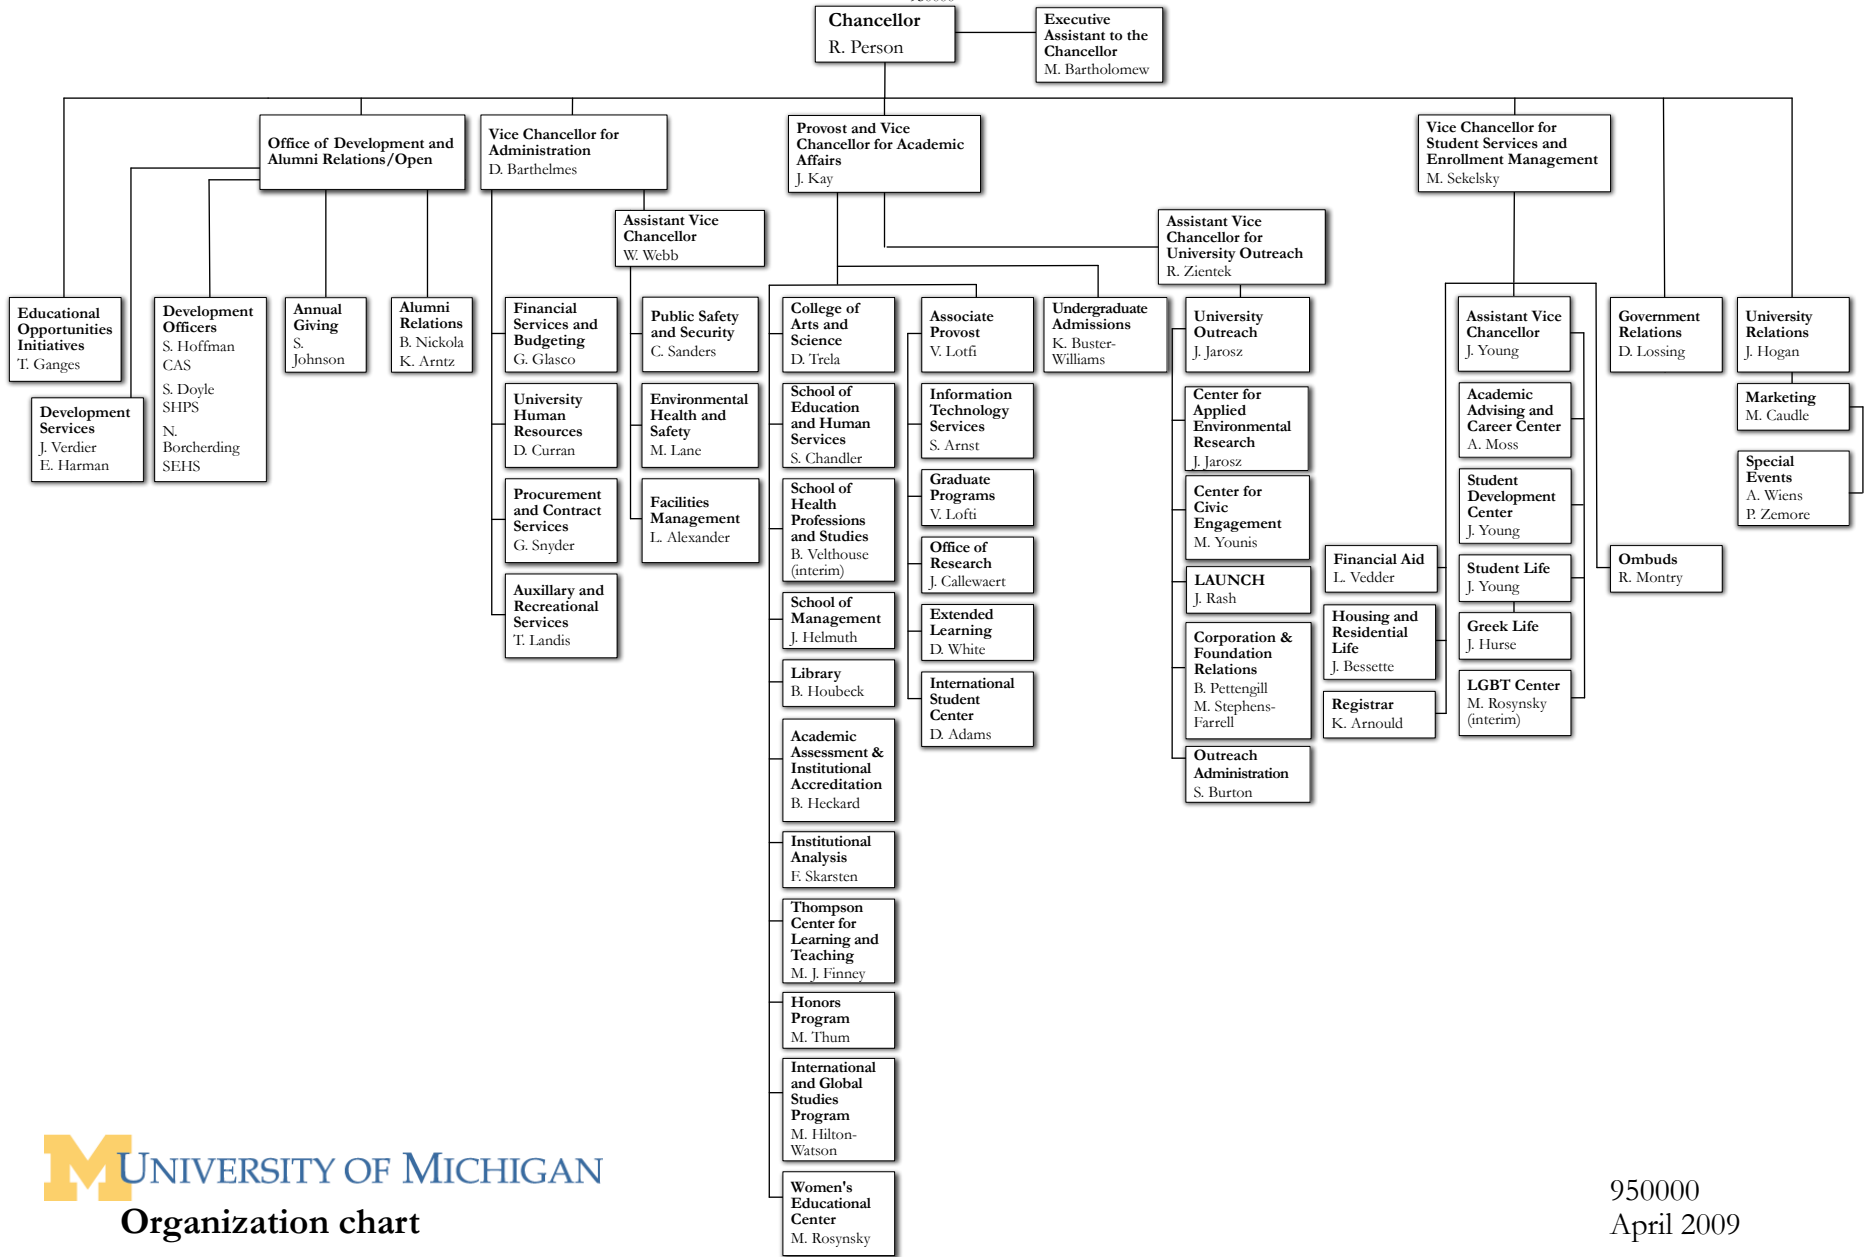 Chancellor
R. Person
Executive
Assistant to the
Chancellor
M. Bartholomew
Office of Development and
Alumni Relations/Open
Vice Chancellor for
Administration
D. Barthelmes
Provost and Vice
Chancellor for Academic
Affairs
J. Kay
Vice Chancellor for
Student Services and
Enrollment Management
M. Sekelsky
Assistant Vice
Chancellor
W. Webb
Assistant Vice
Chancellor for
University Outreach
R. Zientek
Educational
Opportunities
Initiatives
T. Ganges
Development
Services
J. Verdier
E. Harman
Development
Officers
S. Hoffman
CAS
S. Doyle
SHPS
N.
Borcherding
SEHS
Annual
Giving
S.
Johnson
Alumni
Relations
B. Nickola
K. Arntz
Financial
Services and
Budgeting
G. Glasco
University
Human
Resources
D. Curran
Procurement
and Contract
Services
G. Snyder
Auxillary and
Recreational
Services
T. Landis
Public Safety
and Security
C. Sanders
Environmental
Health and
Safety
M. Lane
Facilities
Management
L. Alexander
College of
Arts and
Science
D. Trela
School of
Education
and Human
Services
S. Chandler
School of
Health
Professions
and Studies
B. Velthouse
(interim)
School of
Management
J. Helmuth
Library
B. Houbeck
Academic
Assessment &
Institutional
Accreditation
B. Heckard
Institutional
Analysis
F. Skarsten
Thompson
Center for
Learning and
Teaching
M. J. Finney
Honors
Program
M. Thum
International
and Global
Studies
Program
M. Hilton-
Watson
Women's
Educational
Center
M. Rosynsky
Associate
Provost
V. Lotfi
Information
Technology
Services
S. Arnst
Graduate
Programs
V. Lofti
Office of
Research
J. Callewaert
Extended
Learning
D. White
International
Student
Center
D. Adams
Undergraduate
Admissions
K. Buster-
Williams
University
Outreach
J. Jarosz
Center for
Applied
Environmental
Research
J. Jarosz
Center for
Civic
Engagement
M. Younis
LAUNCH
J. Rash
Corporation &
Foundation
Relations
B. Pettengill
M. Stephens-
Farrell
Outreach
Administration
S. Burton
Financial Aid
L. Vedder
Housing and
Residential
Life
J. Bessette
Registrar
K. Arnould
Assistant Vice
Chancellor
J. Young
Academic
Advising and
Career Center
A. Moss
Student
Development
Center
J. Young
Student Life
J. Young
Greek Life
J. Hurse
LGBT Center
M. Rosynsky
(interim)
Ombuds
R. Montry
Government
Relations
D. Lossing
University
Relations
J. Hogan
Marketing
M. Caudle
Special
Events
A. Wiens
P. Zemore
M UNIVERSITY OF MICHIGAN
Organization chart
950000
April 2009